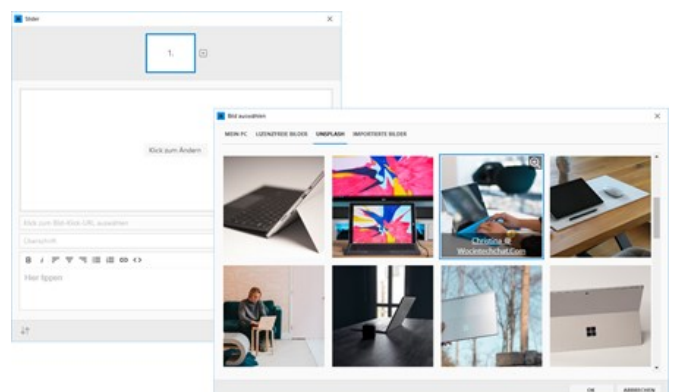 Slider
1.
Klick zum Ändern
Klick zum Bild-Klick-URL auswählen
Überschrift
Hier tippen
Bild auswählen
MEIN PC LIZENZFREIE BILDER UNSPLASH IMPORTIERTE BILDER
Christina @
Wocintechchat.Com
OK ABBRECHEN